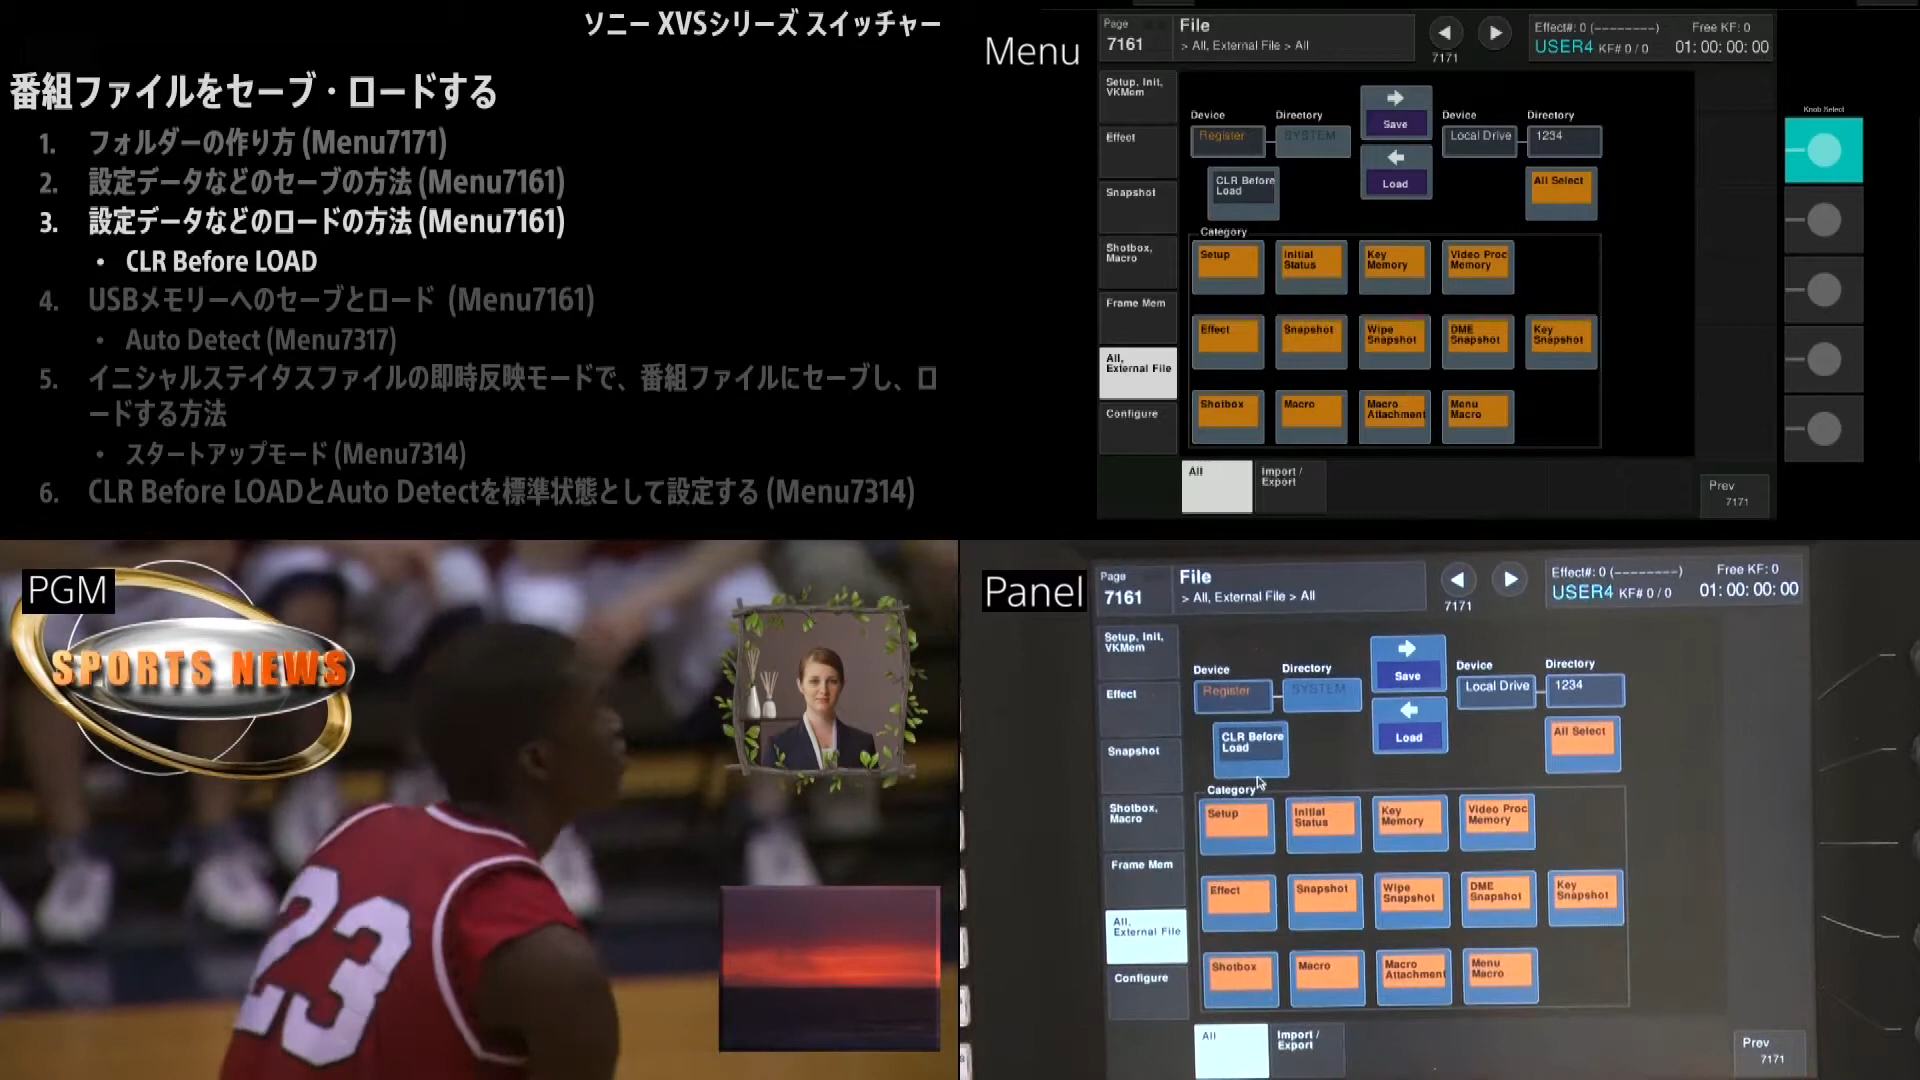 ソニー XVSシリーズ スイッチャー
番組ファイルをセーブ・ロードする
1. フォルダーの作り方 (Menu7171)
2. 設定データなどのセーブの方法 (Menu7161)
3. 設定データなどのロードの方法 (Menu7161)
• CLR Before LOAD
4. USBメモリーへのセーブとロード (Menu7161)
• Auto Detect (Menu7317)
5. イニシャルステイタスファイルの即時反映モードで、番組ファイルにセーブし、ロ
ードする方法
• スタートアップモード (Menu7314)
6. CLR Before LOADとAuto Detectを標準状態として設定する (Menu7314)
Menu
Page
7161
File
> All, External File > All
7171
Effect#: 0 (--------) Free KF: 0
USER4 KF# 0 / 0 01: 00: 00: 00
Setup, Init,
VKMem
Effect
Snapshot
Shotbox,
Macro
Frame Mem
All,
External File
Configure
Device Directory
Register SYSTEM
Save
Load
Device Directory
Local Drive 1234
CLR Before
Load
All Select
Category
Setup Initial
Status Key
Memory Video Proc
Memory
Effect Snapshot Wipe
Snapshot DME
Snapshot Key
Snapshot
Shotbox Macro Macro
Attachment Menu
Macro
All
Import /
Export
Prev
7171
Knob Select
PGM
SPORTS NEWS
23
Panel
Page
7161
File
> All, External File > All
7171
Effect#: 0 (--------) Free KF: 0
USER4 KF# 0 / 0 01: 00: 00: 00
Setup, Init,
VKMem
Effect
Snapshot
Shotbox,
Macro
Frame Mem
All,
External File
Configure
Device Directory
Register SYSTEM
Save
Load
Device Directory
Local Drive 1234
CLR Before
Load
All Select
Category
Setup Initial
Status Key
Memory Video Proc
Memory
Effect Snapshot Wipe
Snapshot DME
Snapshot Key
Snapshot
Shotbox Macro Macro
Attachment Menu
Macro
All
Import /
Export
Prev
7171